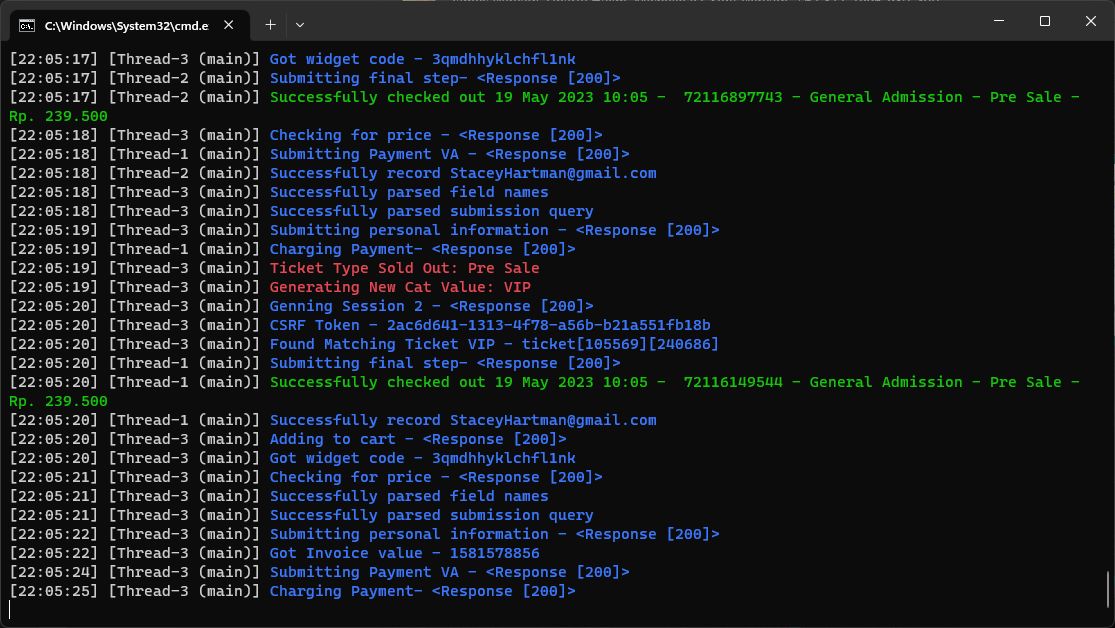 C:\Windows\System32\cmd.e
[22:05:17] [Thread-3 (main)] Got widget code - 3qmdhhyklchfl1nk
[22:05:17] [Thread-2 (main)] Submitting final step- <Response [200]>
[22:05:17] [Thread-2 (main)] Successfully checked out 19 May 2023 10:05 -  72116897743 - General Admission - Pre Sale -
Rp. 239.500
[22:05:18] [Thread-3 (main)] Checking for price - <Response [200]>
[22:05:18] [Thread-1 (main)] Submitting Payment VA - <Response [200]>
[22:05:18] [Thread-2 (main)] Successfully record StaceyHartman@gmail.com
[22:05:18] [Thread-3 (main)] Successfully parsed field names
[22:05:18] [Thread-3 (main)] Successfully parsed submission query
[22:05:19] [Thread-3 (main)] Submitting personal information - <Response [200]>
[22:05:19] [Thread-1 (main)] Charging Payment- <Response [200]>
[22:05:19] [Thread-3 (main)] Ticket Type Sold Out: Pre Sale
[22:05:19] [Thread-3 (main)] Generating New Cat Value: VIP
[22:05:20] [Thread-3 (main)] Genning Session 2 - <Response [200]>
[22:05:20] [Thread-3 (main)] CSRF Token - 2ac6d641-1313-4f78-a56b-b21a551fb18b
[22:05:20] [Thread-3 (main)] Found Matching Ticket VIP - ticket[105569][240686]
[22:05:20] [Thread-1 (main)] Submitting final step- <Response [200]>
[22:05:20] [Thread-1 (main)] Successfully checked out 19 May 2023 10:05 -  72116149544 - General Admission - Pre Sale -
Rp. 239.500
[22:05:20] [Thread-1 (main)] Successfully record StaceyHartman@gmail.com
[22:05:20] [Thread-3 (main)] Adding to cart - <Response [200]>
[22:05:20] [Thread-3 (main)] Got widget code - 3qmdhhyklchfl1nk
[22:05:21] [Thread-3 (main)] Checking for price - <Response [200]>
[22:05:21] [Thread-3 (main)] Successfully parsed field names
[22:05:21] [Thread-3 (main)] Successfully parsed submission query
[22:05:22] [Thread-3 (main)] Submitting personal information - <Response [200]>
[22:05:22] [Thread-3 (main)] Got Invoice value - 1581578856
[22:05:24] [Thread-3 (main)] Submitting Payment VA - <Response [200]>
[22:05:25] [Thread-3 (main)] Charging Payment- <Response [200]>